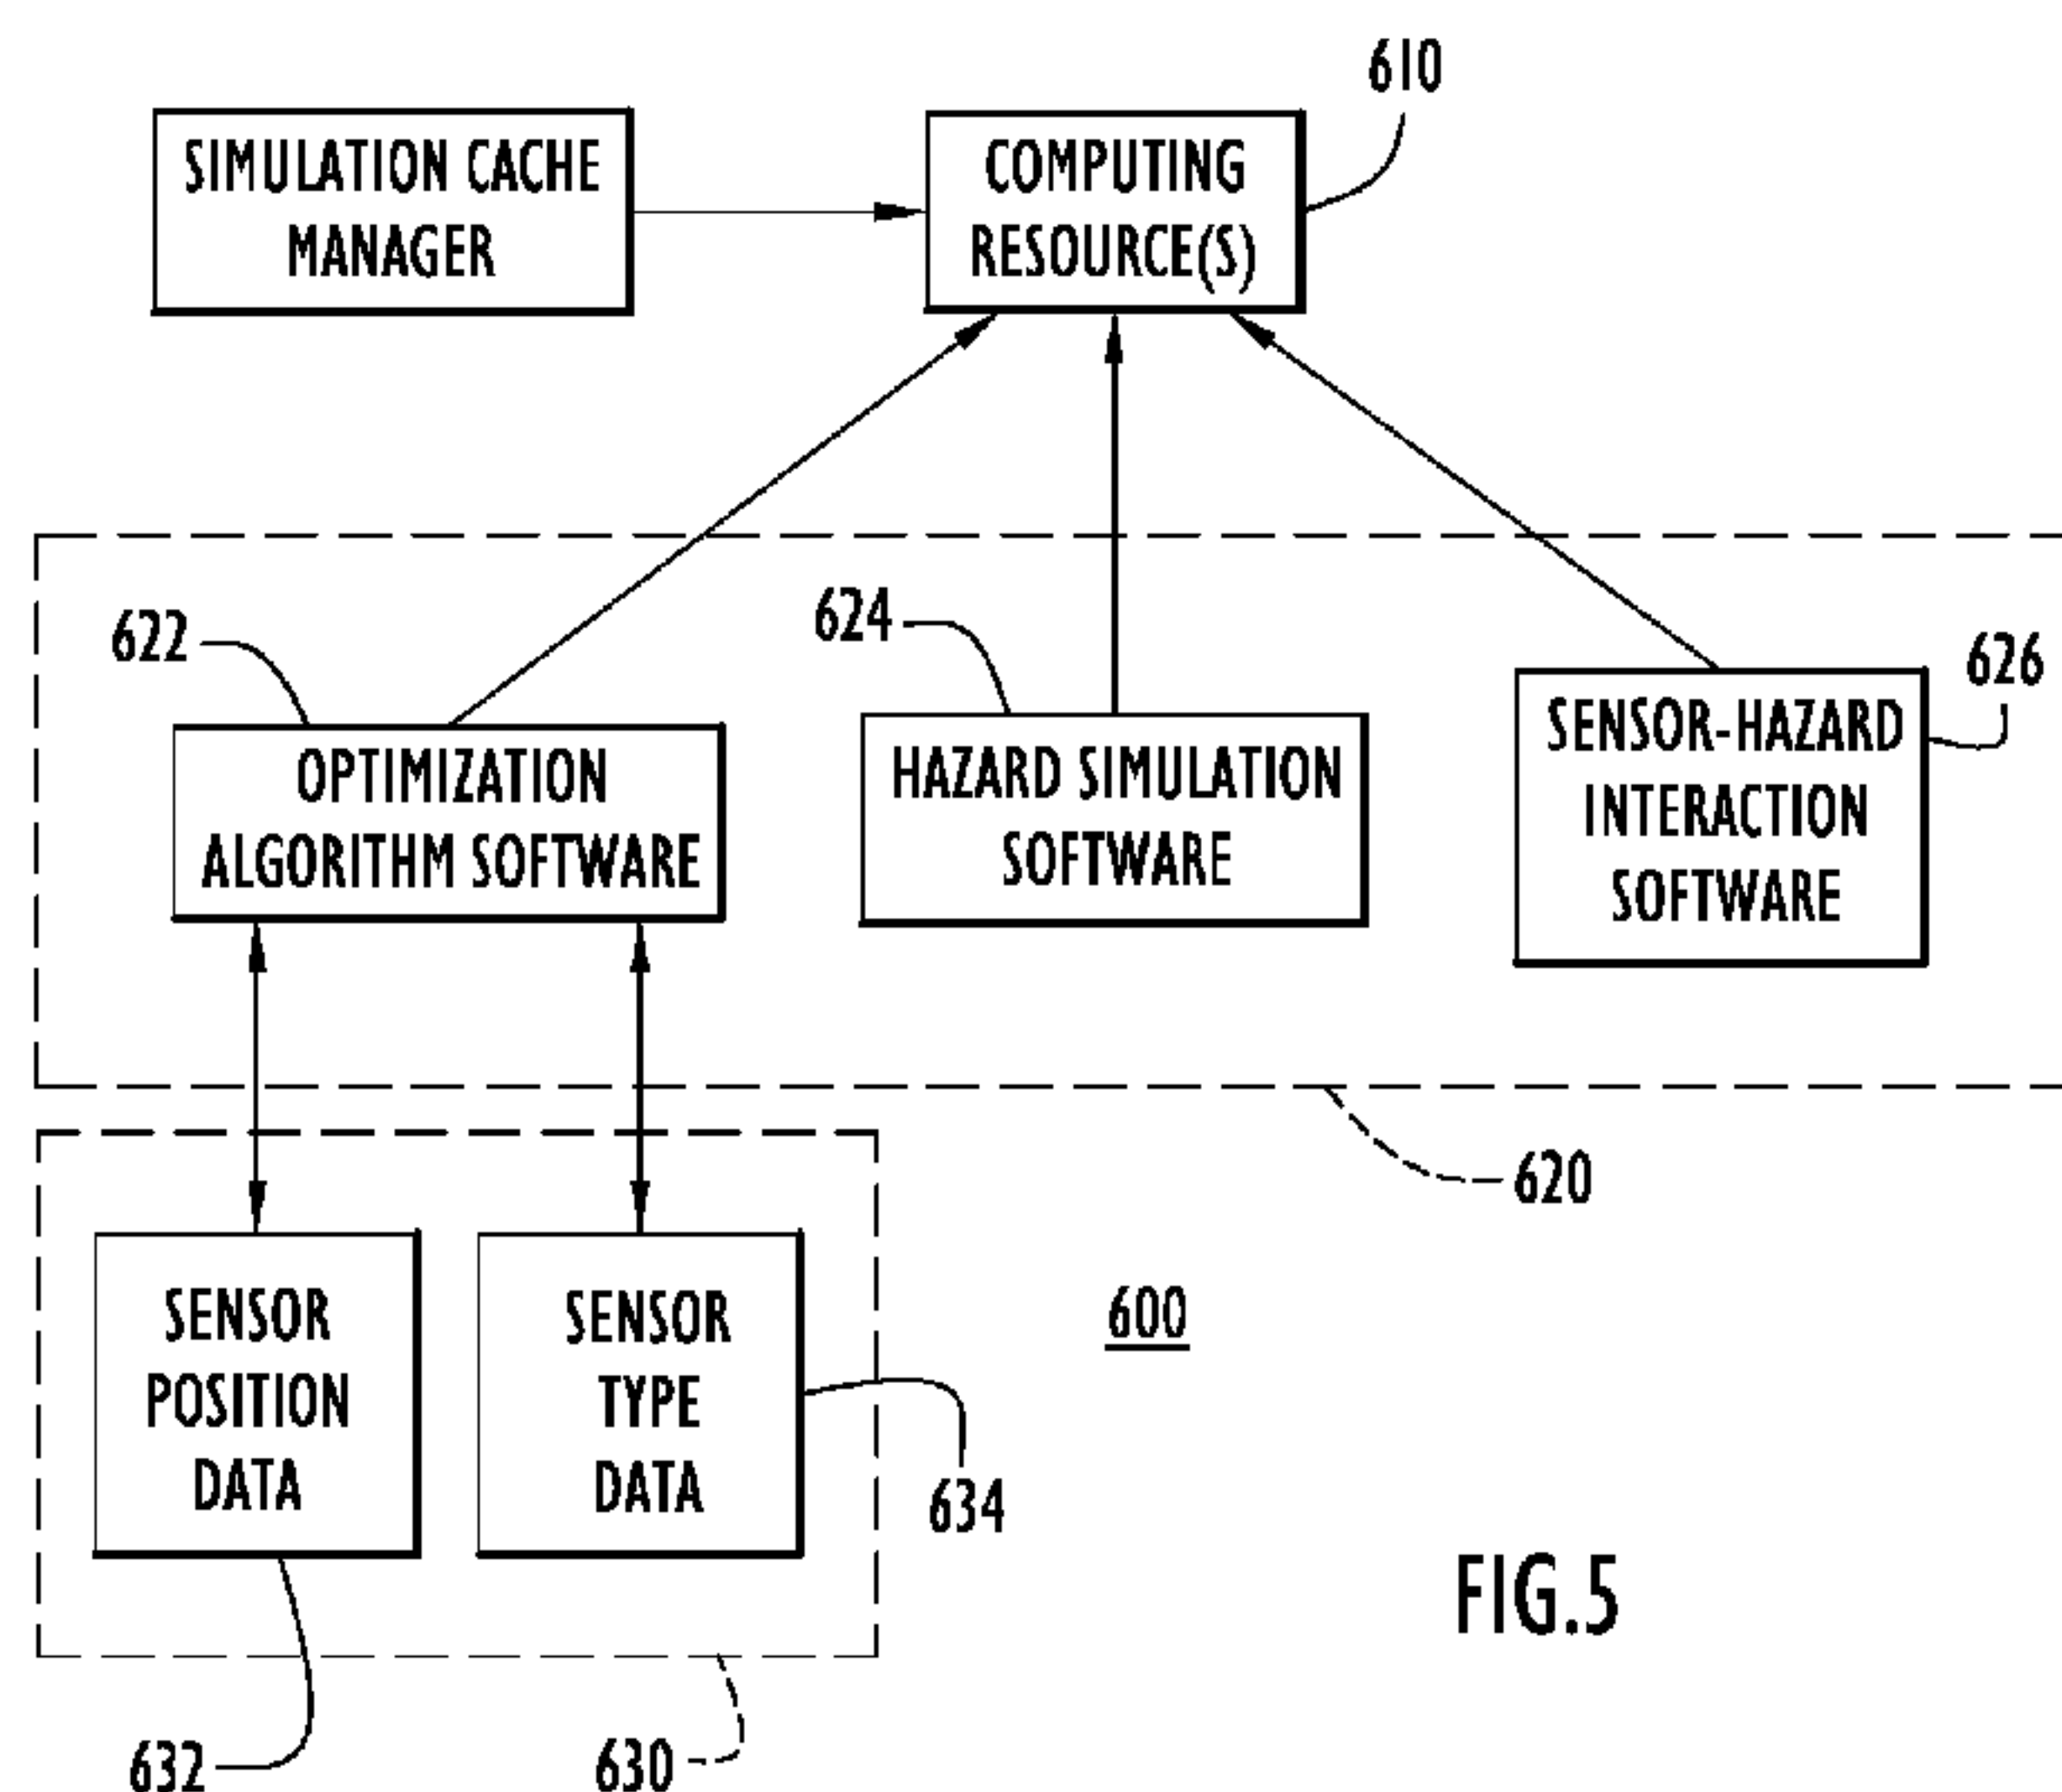 610
SIMULATION CACHE
MANAGER
COMPUTING
RESOURCE(S)
622
624
626
OPTIMIZATION
ALGORITHM SOFTWARE
HAZARD SIMULATION
SOFTWARE
SENSOR-HAZARD
INTERACTION
SOFTWARE
620
SENSOR
POSITION
DATA
SENSOR
TYPE
DATA
600
634
FIG.5
632
630